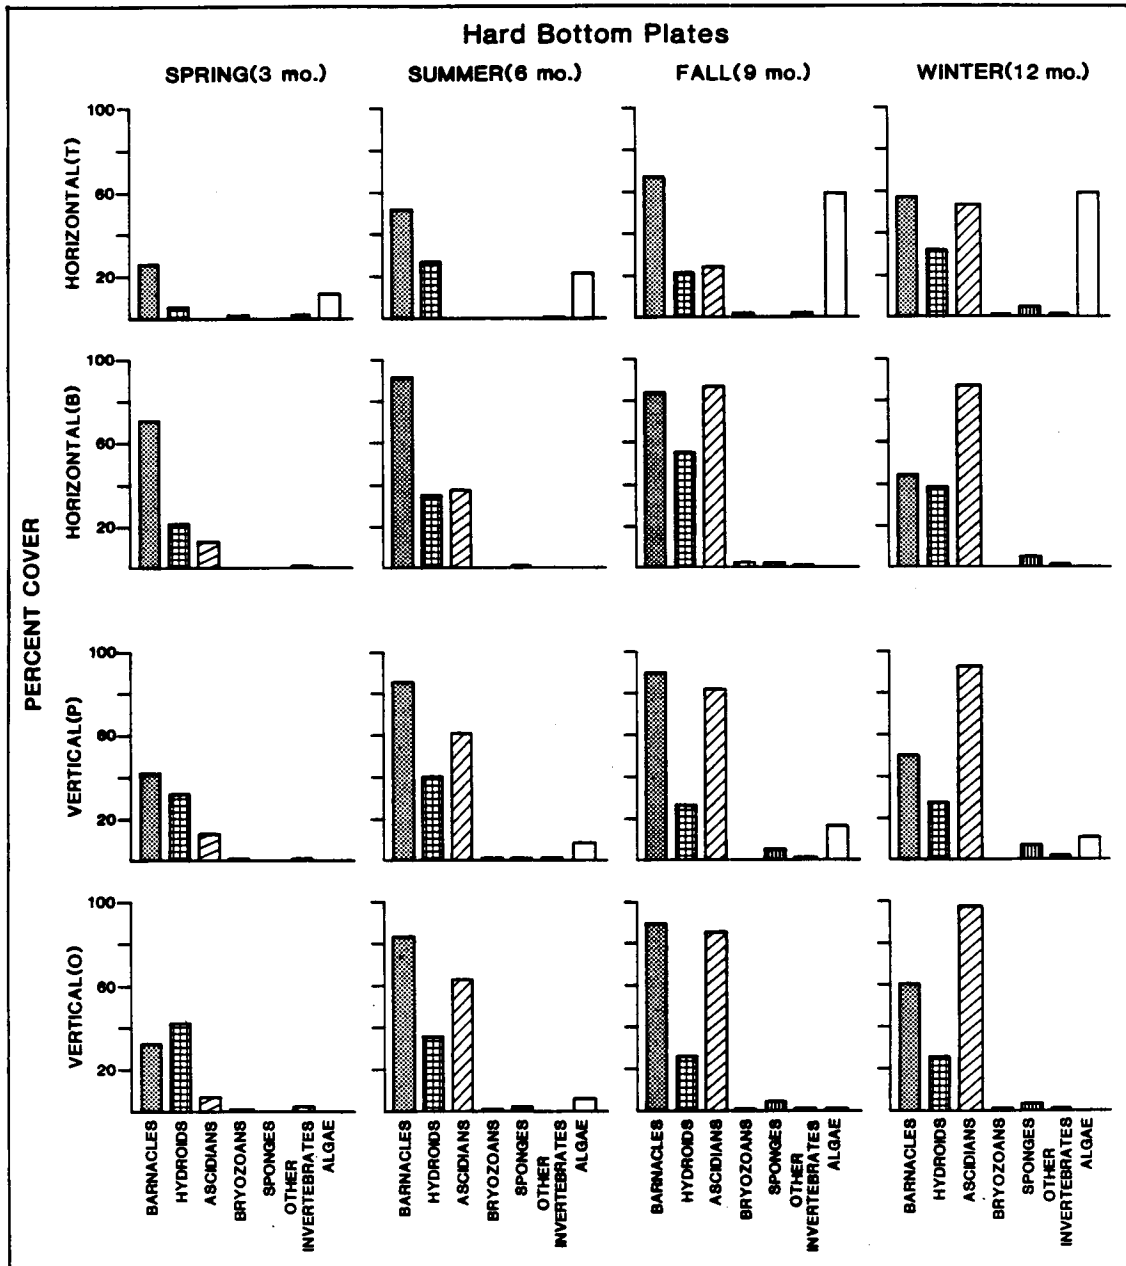 Hard Bottom Plates
SPRING(3 mo.) SUMMER(6 mo.) FALL(9 mo.) WINTER(12 mo.)
PERCENT COVER
HORIZONTAL(T)
100
60
20
HORIZONTAL(B)
100
60
20
VERTICAL(P)
100
60
20
VERTICAL(O)
100
60
20
BARNACLES
HYDROIDS
ASCIDIANS
BRYOZOANS
SPONGES
OTHER
INVERTEBRATES
ALGAE
BARNACLES
HYDROIDS
ASCIDIANS
BRYOZOANS
SPONGES
OTHER
INVERTEBRATES
ALGAE
BARNACLES
HYDROIDS
ASCIDIANS
BRYOZOANS
SPONGES
OTHER
INVERTEBRATES
ALGAE
BARNACLES
HYDROIDS
ASCIDIANS
BRYOZOANS
SPONGES
OTHER
INVERTEBRATES
ALGAE